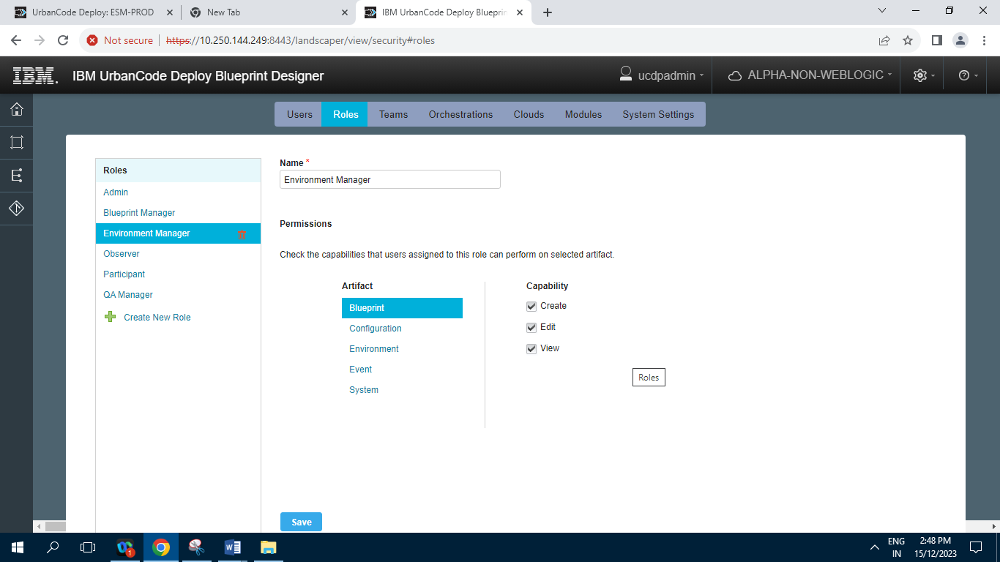 UrbanCode Deploy: ESM-PROD
New Tab
IBM UrbanCode Deploy Blueprin
Not secure
https://10.250.144.249:8443/landscaper/view/security#roles
IBM.
IBM UrbanCode Deploy Blueprint Designer
ucdpadmin
ALPHA-NON-WEBLOGIC
Users
Roles
Teams
Orchestrations
Clouds
Modules
System Settings
Roles
Admin
Blueprint Manager
Environment Manager
Observer
Participant
QA Manager
Create New Role
Name *
Environment Manager
Permissions
Check the capabilities that users assigned to this role can perform on selected artifact.
Artifact
Blueprint
Configuration
Environment
Event
System
Capability
Create
Edit
View
Roles
Save
1
ENG
IN
2:48 PM
15/12/2023